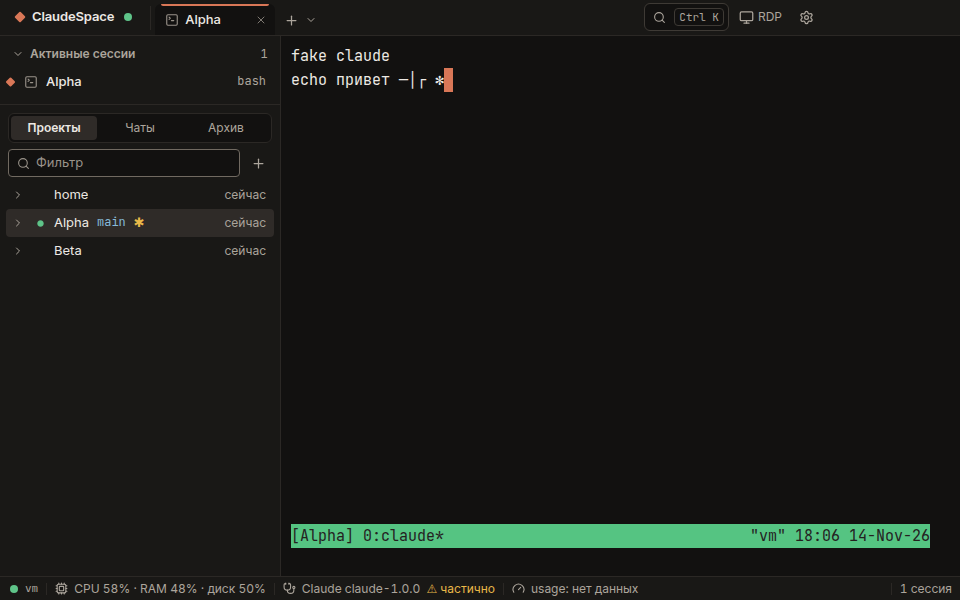 ClaudeSpace
Alpha
Ctrl K
RDP
Активные сессии 1
Alpha bash
Проекты Чаты Архив
Фильтр
home сейчас
Alpha main ✱ сейчас
Beta сейчас
fake claude
echo привет ─│┌ ✻
[Alpha] 0:claude* "vm" 18:06 14-Nov-26
vm CPU 58% · RAM 48% · диск 50% Claude claude-1.0.0 ⚠ частично usage: нет данных 1 сессия